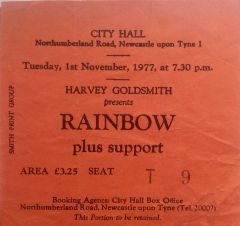 CITY HALL
Northumberland Road, Newcastle upon Tyne 1
Tuesday, 1st November, 1977, at 7.30 p.m.
HARVEY GOLDSMITH
presents
RAINBOW
plus support
AREA £3.25 SEAT T 9
Booking Agency: City Hall Box Office
Northumberland Road, Newcastle upon Tyne (Tel. 20007)
This Portion to be retained.
SMITH PRINT GROUP